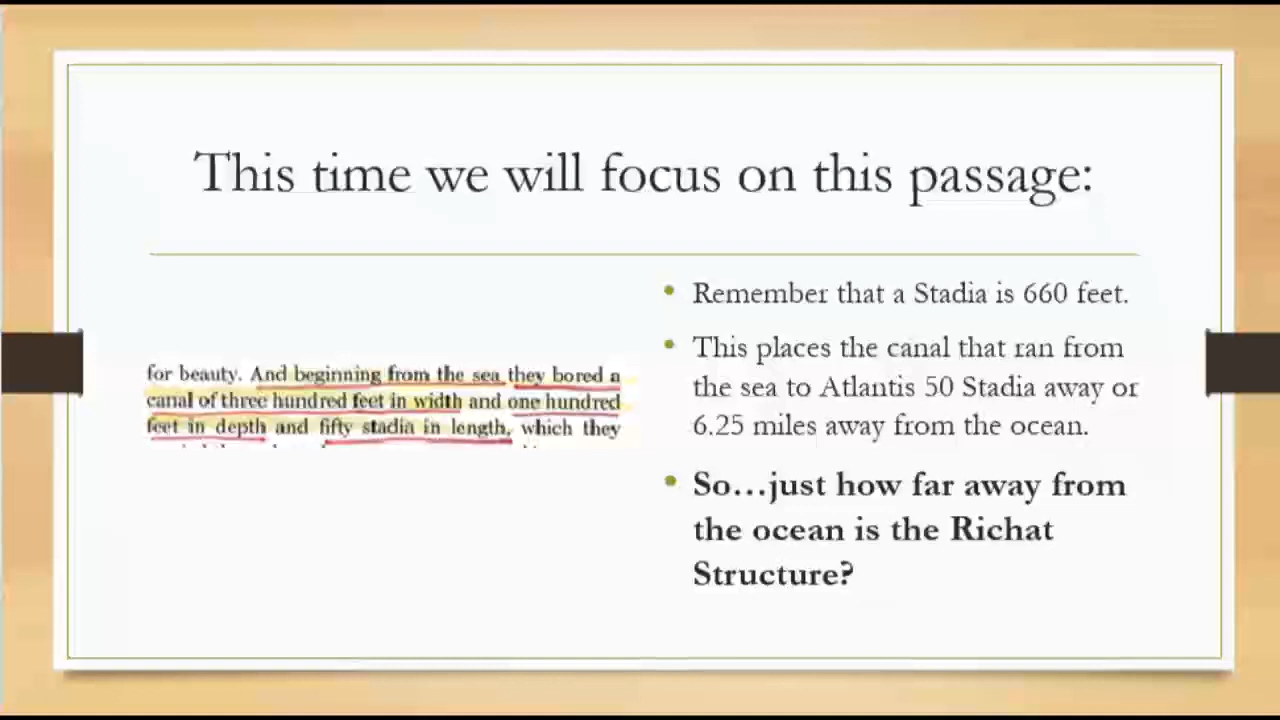 This time we will focus on this passage:
for beauty. And beginning from the sea they bored a
canal of three hundred feet in width and one hundred
feet in depth and fifty stadia in length, which they
• Remember that a Stadia is 660 feet.
• This places the canal that ran from
the sea to Atlantis 50 Stadia away or
6.25 miles away from the ocean.
• So…just how far away from
the ocean is the Richat
Structure?